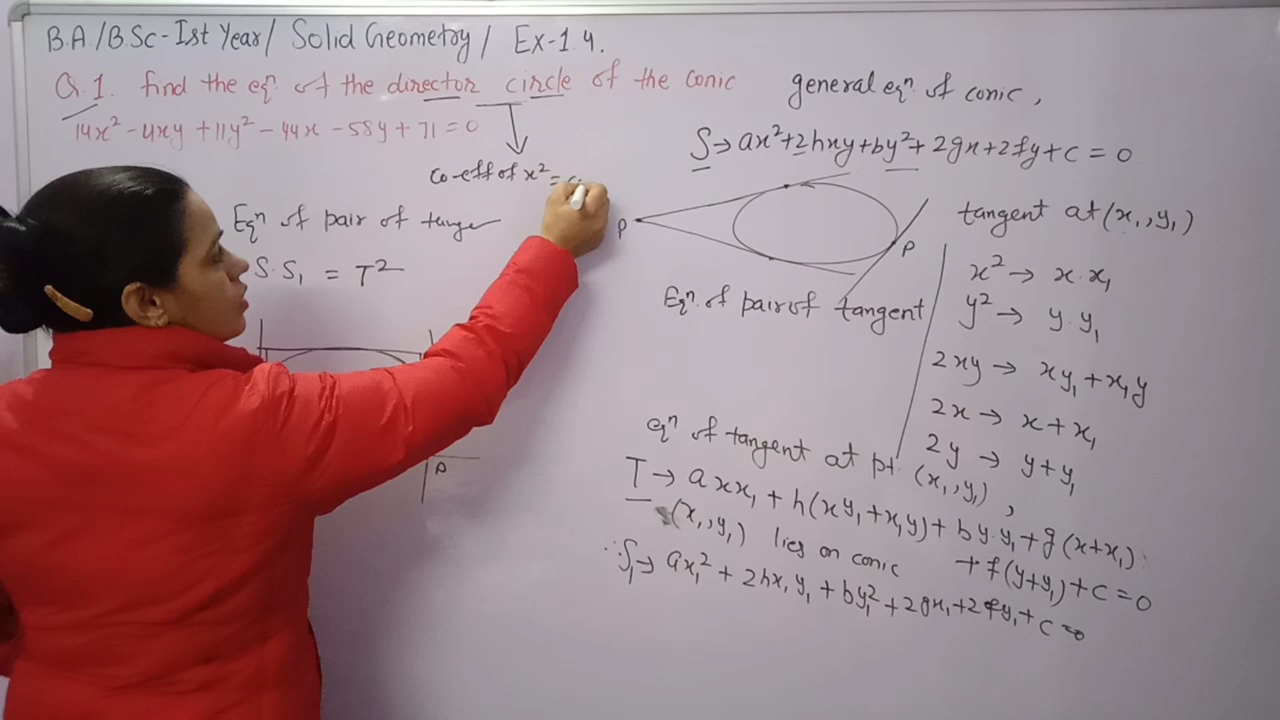 B.A/B.Sc-Ist Year/ Solid Geometry/ Ex-1.4.
Q.1. find the eqⁿ of the director circle of the conic
14x² - 4xy + 11y² - 44x - 58y + 71 = 0
co-eff of x² =
Eqⁿ of pair of tange
S.S₁ = T²
general eqⁿ of conic,
S → ax² + 2hxy + by² + 2gx + 2fy + c = 0
P
P
Eqⁿ. of pair of tangent
tangent at (x₁, y₁)
x² → x.x₁
y² → y.y₁
2xy → xy₁ + x₁y
2x → x + x₁
2y → y + y₁
eqⁿ of tangent at pt. (x₁, y₁),
T → axx₁ + h(xy₁ + x₁y) + by.y₁ + g(x + x₁)
+ f(y + y₁) + c = 0
(x₁, y₁) lies on conic
∴ S₁ → ax₁² + 2hx₁y₁ + by₁² + 2gx₁ + 2fy₁ + c = 0